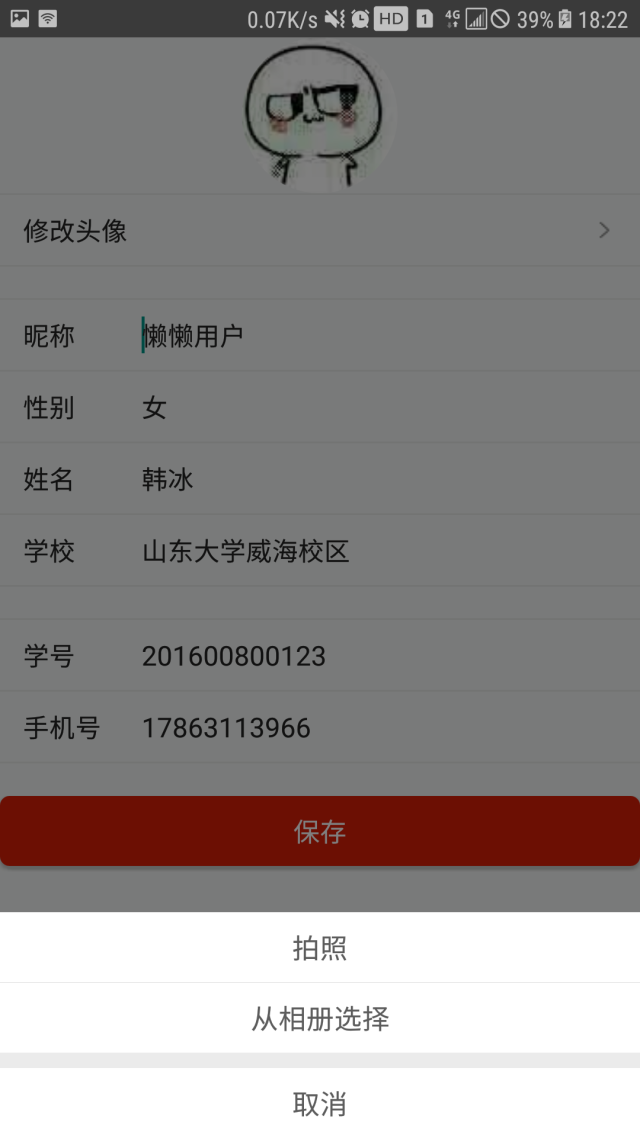 0.07K/s HD 1 4G 39% 18:22
修改头像
昵称 懒懒用户
性别 女
姓名 韩冰
学校 山东大学威海校区
学号 201600800123
手机号 17863113966
保存
拍照
从相册选择
取消